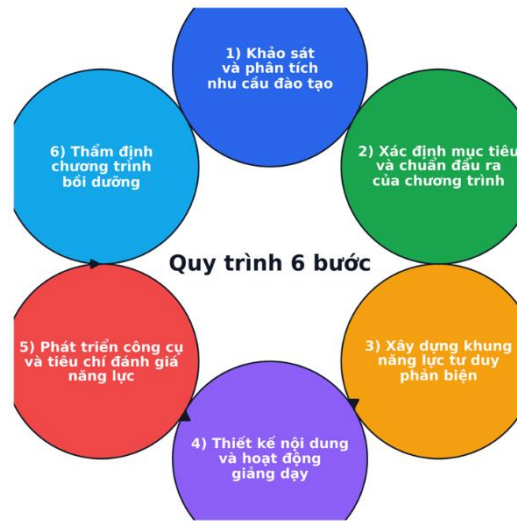 1) Khảo sát
và phân tích
nhu cầu đào tạo
2) Xác định mục tiêu
và chuẩn đầu ra
của chương trình
3) Xây dựng khung
năng lực tư duy
phản biện
4) Thiết kế nội dung
và hoạt động
giảng dạy
5) Phát triển công cụ
và tiêu chí đánh giá
năng lực
6) Thẩm định
chương trình
bồi dưỡng
Quy trình 6 bước